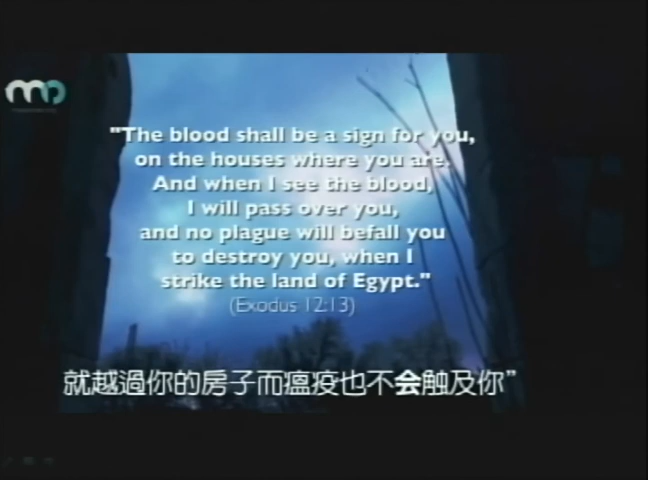 "The blood shall be a sign for you,
on the houses where you are.
And when I see the blood,
I will pass over you,
and no plague will befall you
to destroy you, when I
strike the land of Egypt."
(Exodus 12:13)
就越過你的房子而瘟疫也不会触及你”